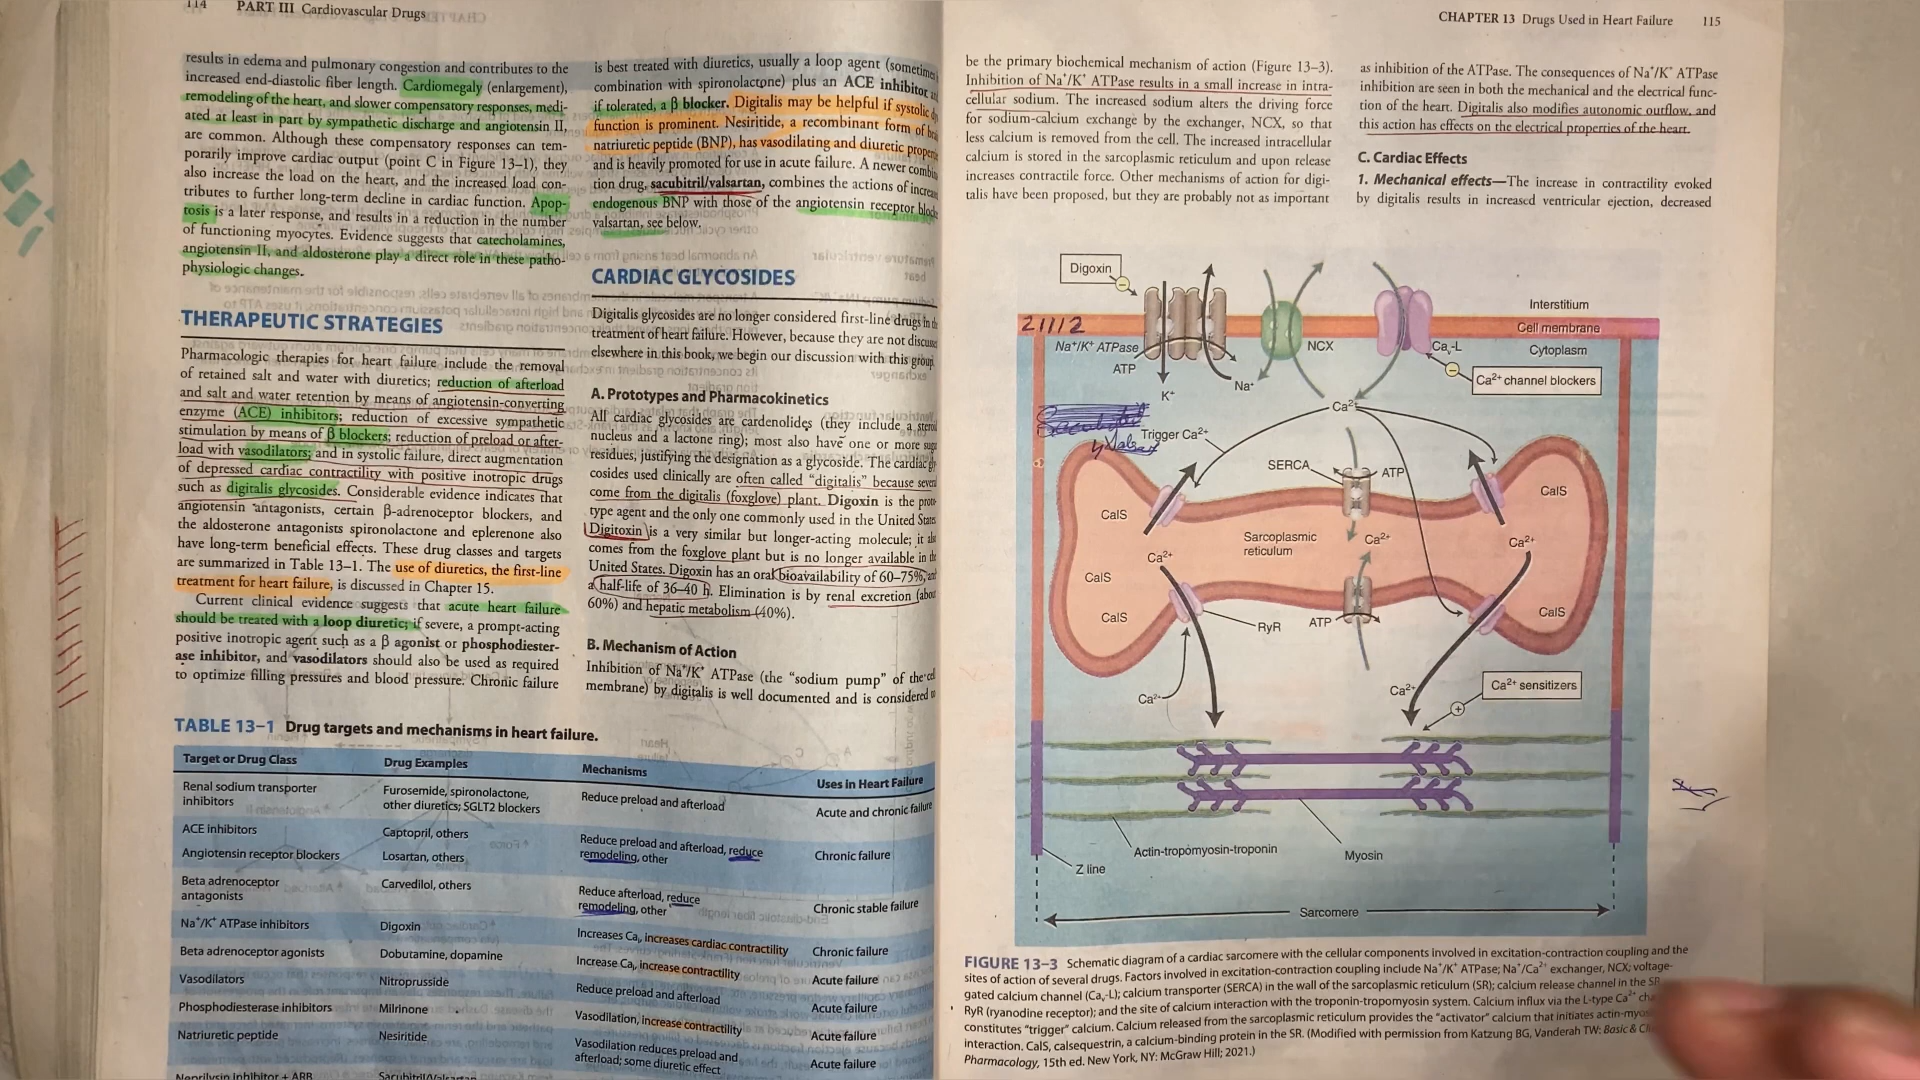 114 PART III Cardiovascular Drugs
results in edema and pulmonary congestion and contributes to the
increased end-diastolic fiber length. Cardiomegaly (enlargement),
remodeling of the heart, and slower compensatory responses, medi-
ated at least in part by sympathetic discharge and angiotensin II,
are common. Although these compensatory responses can tem-
porarily improve cardiac output (point C in Figure 13–1), they
also increase the load on the heart, and the increased load con-
tributes to further long-term decline in cardiac function. Apop-
tosis is a later response, and results in a reduction in the number
of functioning myocytes. Evidence suggests that catecholamines,
angiotensin II, and aldosterone play a direct role in these patho-
physiologic changes.
THERAPEUTIC STRATEGIES
Pharmacologic therapies for heart failure include the removal
of retained salt and water with diuretics; reduction of afterload
and salt and water retention by means of angiotensin-converting
enzyme (ACE) inhibitors; reduction of excessive sympathetic
stimulation by means of β blockers; reduction of preload or after-
load with vasodilators; and in systolic failure, direct augmentation
of depressed cardiac contractility with positive inotropic drugs
such as digitalis glycosides. Considerable evidence indicates that
angiotensin antagonists, certain β-adrenoceptor blockers, and
the aldosterone antagonists spironolactone and eplerenone also
have long-term beneficial effects. These drug classes and targets
are summarized in Table 13–1. The use of diuretics, the first-line
treatment for heart failure, is discussed in Chapter 15.
Current clinical evidence suggests that acute heart failure
should be treated with a loop diuretic; if severe, a prompt-acting
positive inotropic agent such as a β agonist or phosphodiester-
ase inhibitor, and vasodilators should also be used as required
to optimize filling pressures and blood pressure. Chronic failure
is best treated with diuretics, usually a loop agent (sometimes
combination with spironolactone) plus an ACE inhibitor
if tolerated, a β blocker. Digitalis may be helpful if systolic
function is prominent. Nesiritide, a recombinant form of
natriuretic peptide (BNP), has vasodilating and diuretic
and is heavily promoted for use in acute failure. A newer
tion drug, sacubitril/valsartan, combines the actions of
endogenous BNP with those of the angiotensin receptor
valsartan, see below.
CARDIAC GLYCOSIDES
Digitalis glycosides are no longer considered first-line drugs in
treatment of heart failure. However, because they are not
elsewhere in this book, we begin our discussion with this group.
A. Prototypes and Pharmacokinetics
All cardiac glycosides are cardenolides (they include a
nucleus and a lactone ring); most also have one or more
residues, justifying the designation as a glycoside. The cardiac
cosides used clinically are often called “digitalis” because
come from the digitalis (foxglove) plant. Digoxin is the
type agent and the only one commonly used in the United States
Digitoxin is a very similar but longer-acting molecule; it
comes from the foxglove plant but is no longer available in
United States. Digoxin has an oral bioavailability of 60–75%,
a half-life of 36–40 h. Elimination is by renal excretion
60%) and hepatic metabolism (40%).
B. Mechanism of Action
Inhibition of Na⁺/K⁺ ATPase (the “sodium pump” of the
membrane) by digitalis is well documented and is considered
TABLE 13–1 Drug targets and mechanisms in heart failure.
Target or Drug Class Drug Examples Mechanisms Uses in Heart Failure
Renal sodium transporter inhibitors Furosemide, spironolactone, other diuretics; SGLT2 blockers Reduce preload and afterload Acute and chronic failure
ACE inhibitors Captopril, others
Angiotensin receptor blockers Losartan, others Reduce preload and afterload, reduce remodeling, other Chronic failure
Beta adrenoceptor antagonists Carvedilol, others Reduce afterload, reduce remodeling, other Chronic stable failure
Na⁺/K⁺ ATPase inhibitors Digoxin Increases Caᵢ, increases cardiac contractility Chronic failure
Beta adrenoceptor agonists Dobutamine, dopamine Increase Caᵢ, increase contractility Acute failure
Vasodilators Nitroprusside Reduce preload and afterload Acute failure
Phosphodiesterase inhibitors Milrinone Vasodilation, increase contractility Acute failure
Natriuretic peptide Nesiritide Vasodilation reduces preload and afterload; some diuretic effect Acute failure
Neprilysin inhibitor + ARB
CHAPTER 13 Drugs Used in Heart Failure 115
be the primary biochemical mechanism of action (Figure 13–3).
Inhibition of Na⁺/K⁺ ATPase results in a small increase in intra-
cellular sodium. The increased sodium alters the driving force
for sodium-calcium exchange by the exchanger, NCX, so that
less calcium is removed from the cell. The increased intracellular
calcium is stored in the sarcoplasmic reticulum and upon release
increases contractile force. Other mechanisms of action for digi-
talis have been proposed, but they are probably not as important
as inhibition of the ATPase. The consequences of Na⁺/K⁺ ATPase
inhibition are seen in both the mechanical and the electrical func-
tion of the heart. Digitalis also modifies autonomic outflow, and
this action has effects on the electrical properties of the heart.
C. Cardiac Effects
1. Mechanical effects—The increase in contractility evoked
by digitalis results in increased ventricular ejection, decreased
Digoxin
−
Interstitium
21112
Cell membrane
Na⁺/K⁺ ATPase
NCX
Caᵥ-L
Cytoplasm
ATP
−
Na⁺
Ca²⁺ channel blockers
K⁺
Ca²⁺
Trigger Ca²⁺
SERCA
ATP
CalS
CalS
Sarcoplasmic
reticulum
Ca²⁺
Ca²⁺
Ca²⁺
CalS
CalS
CalS
RyR
ATP
Ca²⁺
Ca²⁺
Ca²⁺ sensitizers
+
Actin-tropomyosin-troponin
Myosin
Z line
Sarcomere
FIGURE 13–3 Schematic diagram of a cardiac sarcomere with the cellular components involved in excitation-contraction coupling and the
sites of action of several drugs. Factors involved in excitation-contraction coupling include Na⁺/K⁺ ATPase; Na⁺/Ca²⁺ exchanger, NCX; voltage-
gated calcium channel (Caᵥ-L); calcium transporter (SERCA) in the wall of the sarcoplasmic reticulum (SR); calcium release channel in the
RyR (ryanodine receptor); and the site of calcium interaction with the troponin-tropomyosin system. Calcium influx via the L-type Ca²⁺
constitutes “trigger” calcium. Calcium released from the sarcoplasmic reticulum provides the “activator” calcium that initiates
interaction. CalS, calsequestrin, a calcium-binding protein in the SR. (Modified with permission from Katzung BG, Vanderah TW: Basic &
Pharmacology, 15th ed. New York, NY: McGraw Hill; 2021.)